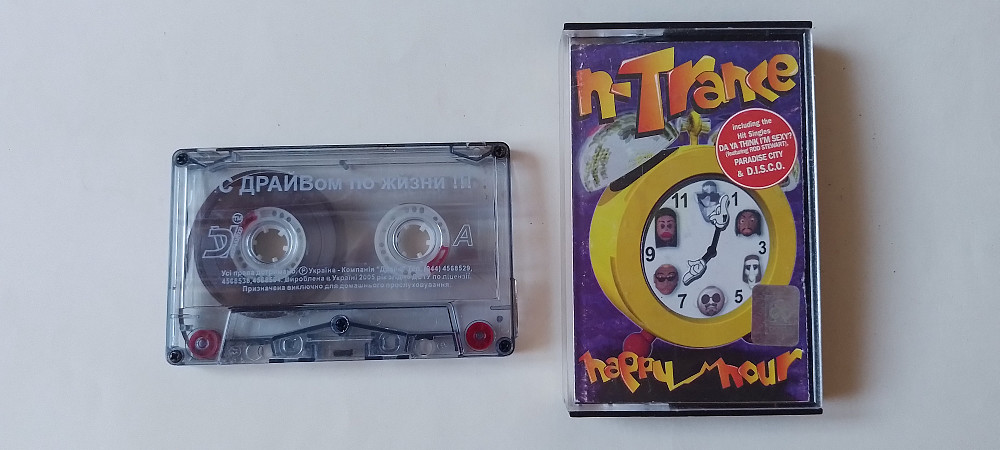 С ДРАЙВом по жизни !!!
TM
A
Усі права
Україна - Компанія
4568529,
Вироблена в Україні 2005
по ліцензії.
Призначена виключно для домашнього прослуховування.
n-Trance
including the
Hit Singles
DA YA THINK I'M SEXY?
(featuring ROD STEWART),
PARADISE CITY
& D.I.S.C.O.
11 1
9 3
7 5
happy hour